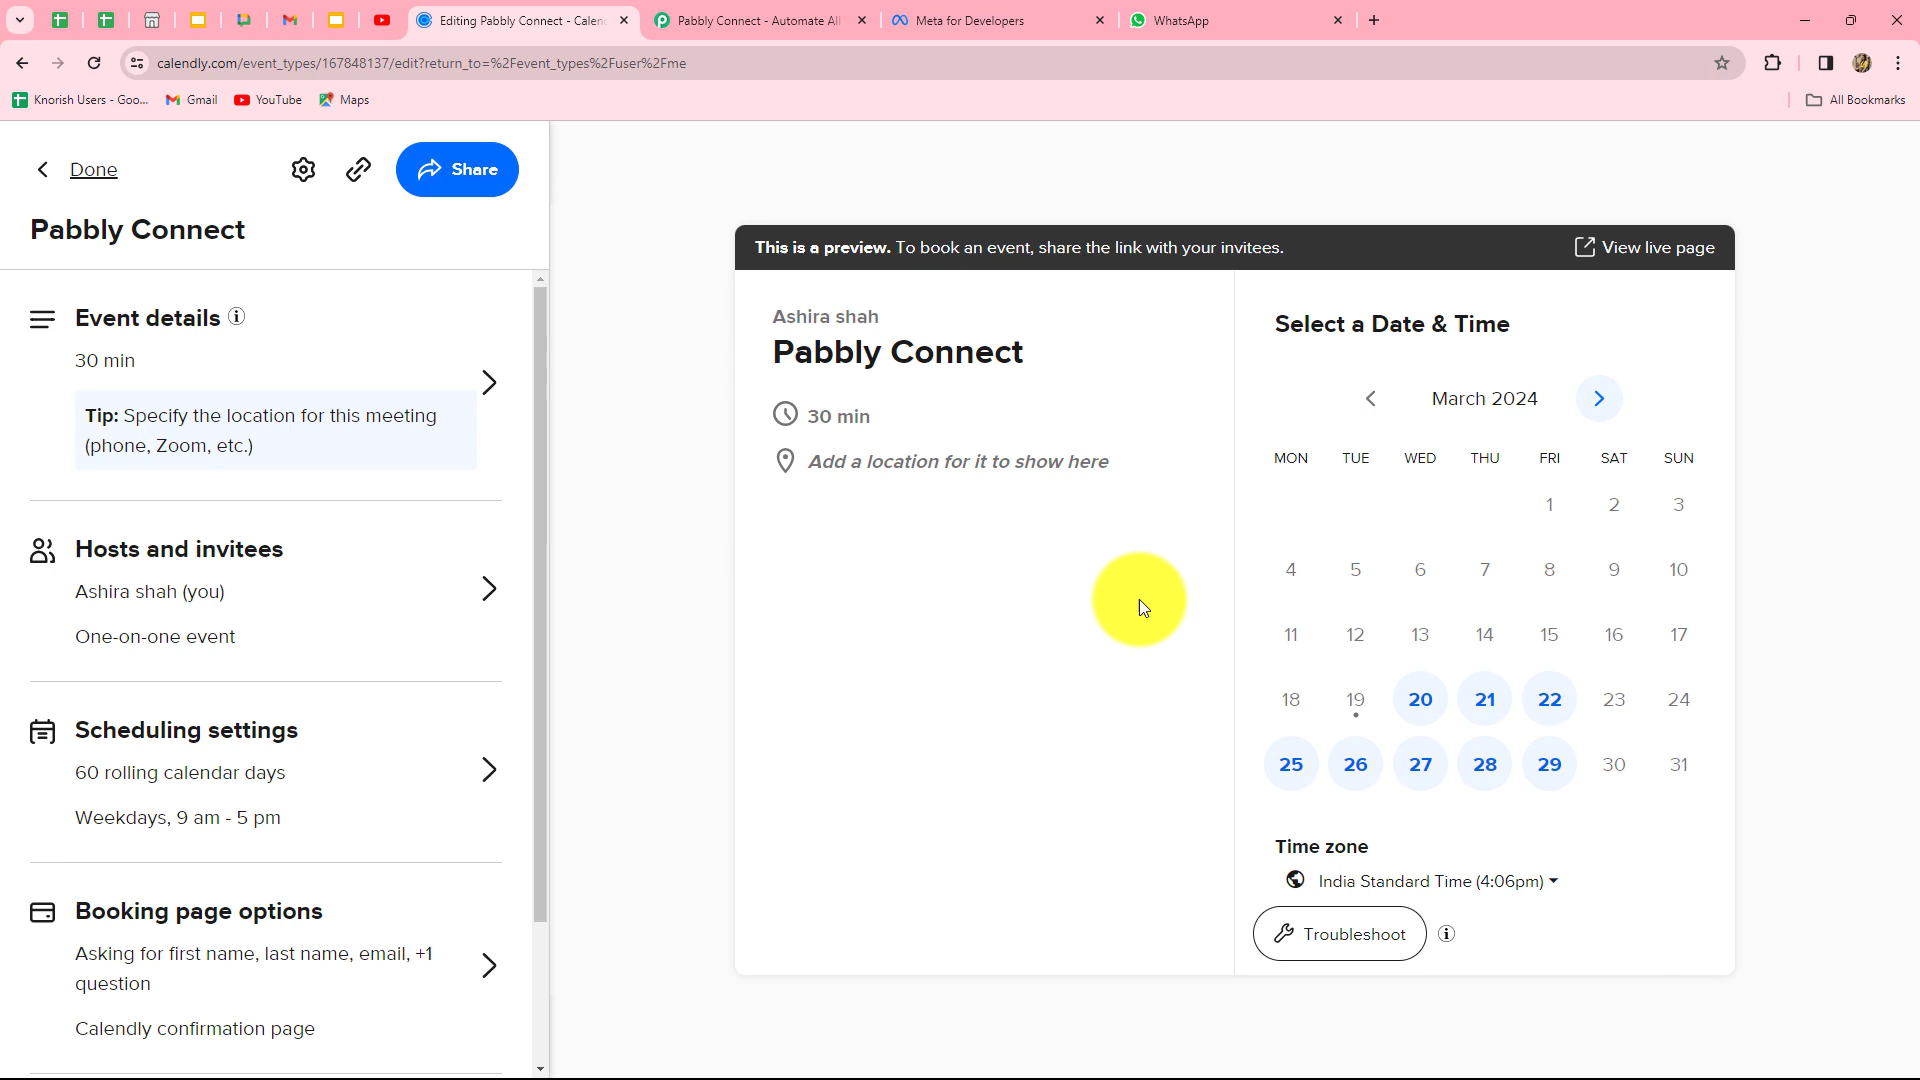 Editing Pabbly Connect - Calen
Pabbly Connect - Automate All
Meta for Developers
WhatsApp
calendly.com/event_types/167848137/edit?return_to=%2Fevent_types%2Fuser%2Fme
Knorish Users - Goo...
Gmail
YouTube
Maps
All Bookmarks
Done
Share
Pabbly Connect
Event details
30 min
Tip: Specify the location for this meeting
(phone, Zoom, etc.)
Hosts and invitees
Ashira shah (you)
One-on-one event
Scheduling settings
60 rolling calendar days
Weekdays, 9 am - 5 pm
Booking page options
Asking for first name, last name, email, +1
question
Calendly confirmation page
This is a preview. To book an event, share the link with your invitees.
View live page
Ashira shah
Pabbly Connect
30 min
Add a location for it to show here
Select a Date & Time
March 2024
MON TUE WED THU FRI SAT SUN
1 2 3
4 5 6 7 8 9 10
11 12 13 14 15 16 17
18 19 20 21 22 23 24
25 26 27 28 29 30 31
Time zone
India Standard Time (4:06pm)
Troubleshoot